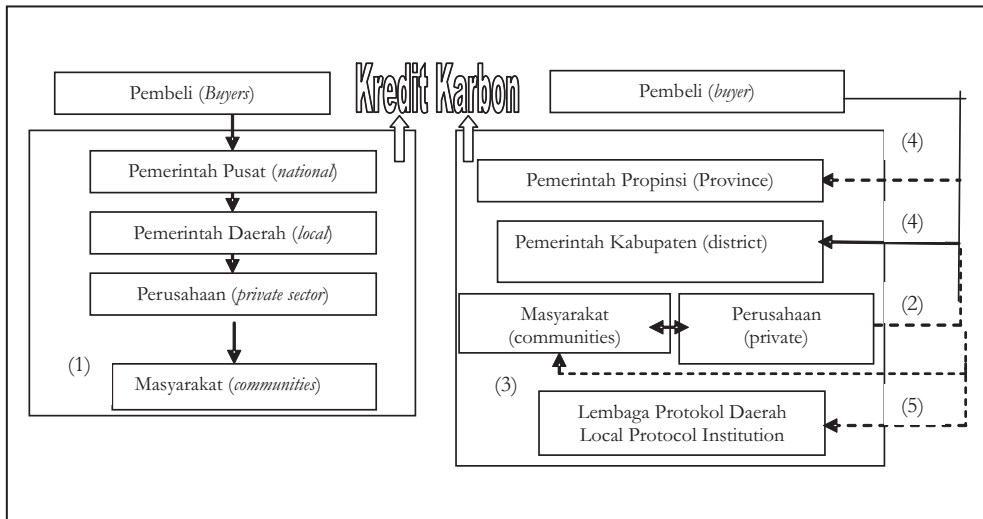 Kredit Karbon
Pembeli (Buyers)
Pemerintah Pusat (national)
Pemerintah Daerah (local)
Perusahaan (private sector)
(1)
Masyarakat (communities)
Pembeli (buyer)
(4)
Pemerintah Propinsi (Province)
(4)
Pemerintah Kabupaten (district)
Masyarakat
(communities)
Perusahaan
(private)
(2)
(3)
Lembaga Protokol Daerah
Local Protocol Institution
(5)